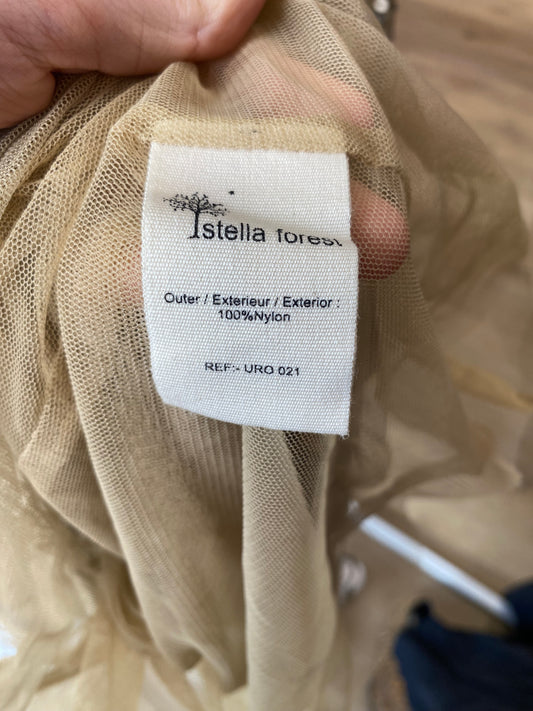 stella forest
Outer / Exterieur / Exterior :
100%Nylon
REF:- URO 021